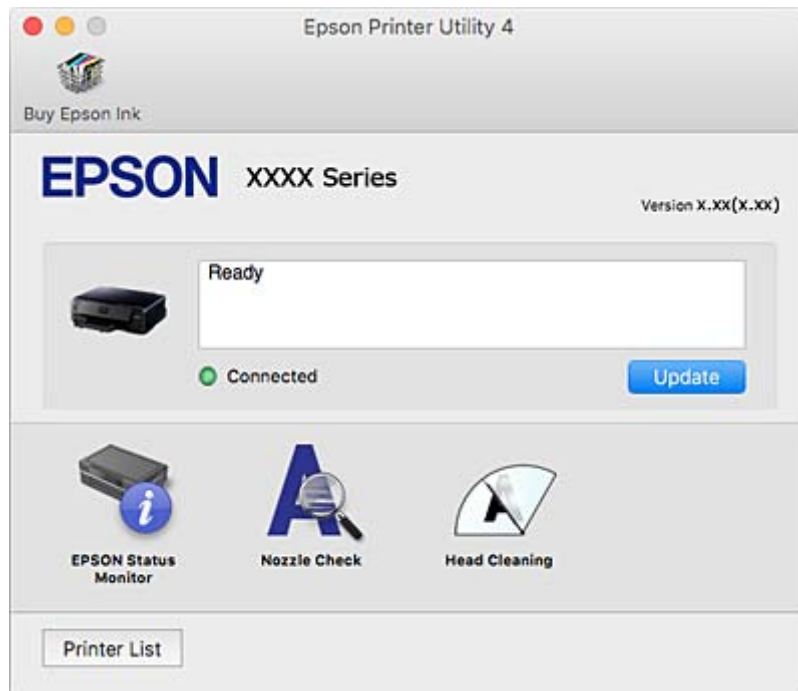 Epson Printer Utility 4
Buy Epson Ink
EPSON XXXX Series
Version X.XX(X.XX)
Ready
Connected
Update
EPSON Status
Monitor
Nozzle Check
Head Cleaning
Printer List